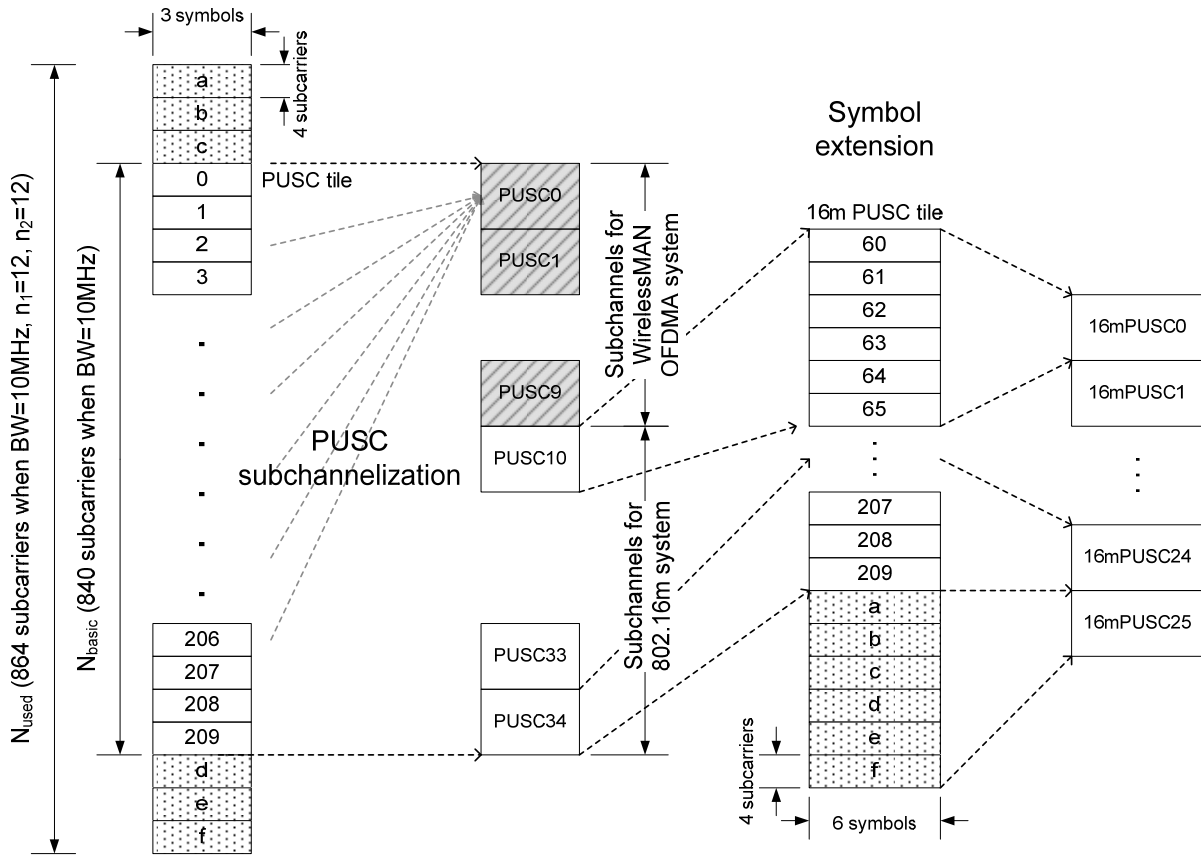 3 symbols
4 subcarriers
a
b
c
0
1
2
3
206
207
208
209
d
e
f
N_used (864 subcarriers when BW=10MHz, n_1=12, n_2=12)
N_basic (840 subcarriers when BW=10MHz)
PUSC tile
PUSC
subchannelization
PUSC0
PUSC1
PUSC9
PUSC10
PUSC33
PUSC34
Subchannels for
WirelessMAN
OFDMA system
Subchannels for
802.16m system
Symbol
extension
16m PUSC tile
60
61
62
63
64
65
207
208
209
a
b
c
d
e
f
4 subcarriers
6 symbols
16mPUSC0
16mPUSC1
16mPUSC24
16mPUSC25